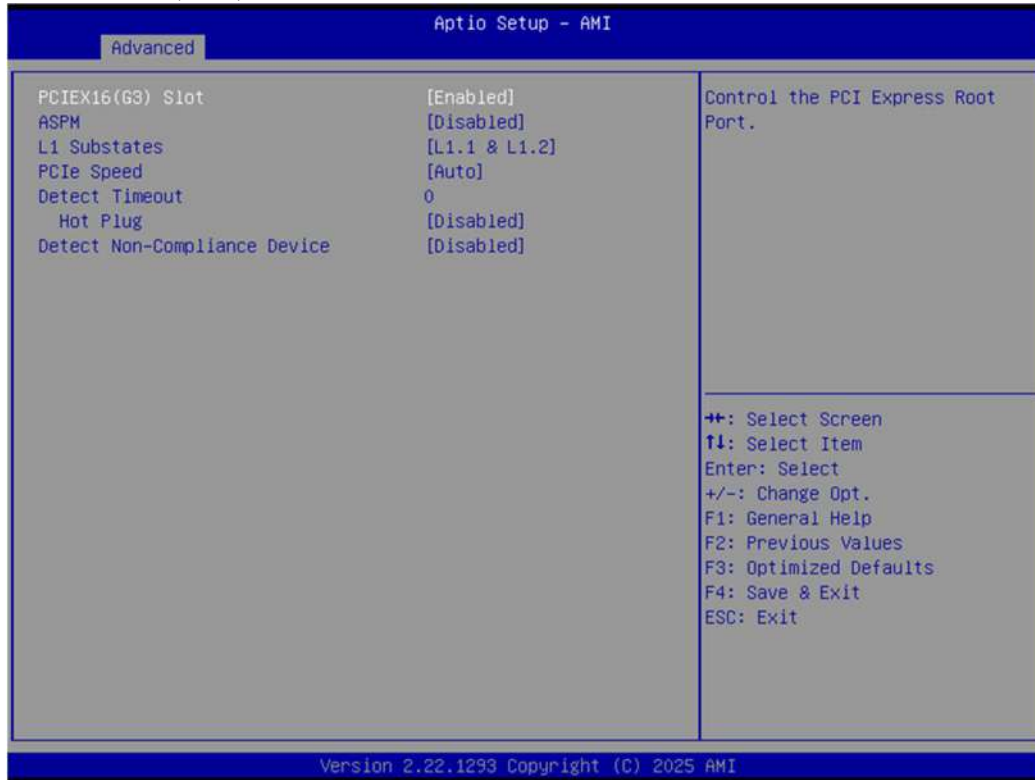 Aptio Setup - AMI
Advanced
PCIEX16(G3) Slot [Enabled]
ASPM [Disabled]
L1 Substates [L1.1 & L1.2]
PCIe Speed [Auto]
Detect Timeout 0
Hot Plug [Disabled]
Detect Non-Compliance Device [Disabled]
Control the PCI Express Root
Port.
→←: Select Screen
↑↓: Select Item
Enter: Select
+/-: Change Opt.
F1: General Help
F2: Previous Values
F3: Optimized Defaults
F4: Save & Exit
ESC: Exit
Version 2.22.1293 Copyright (C) 2025 AMI